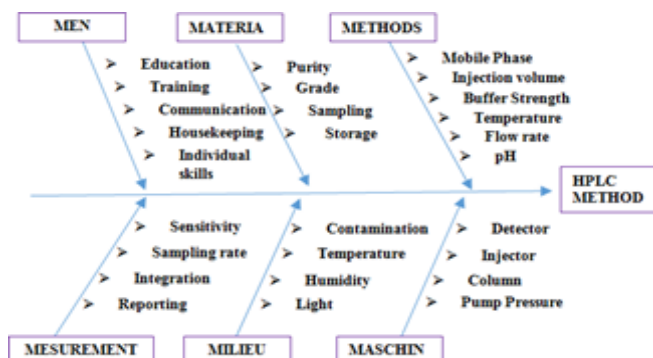 MEN
MATERIA
METHODS
Education
Training
Communication
Housekeeping
Individual
skills
Purity
Grade
Sampling
Storage
Mobile Phase
Injection volume
Buffer Strength
Temperature
Flow rate
pH
HPLC
METHOD
Sensitivity
Sampling rate
Integration
Reporting
Contamination
Temperature
Humidity
Light
Detector
Injector
Column
Pump Pressure
MESUREMENT
MILIEU
MASCHIN